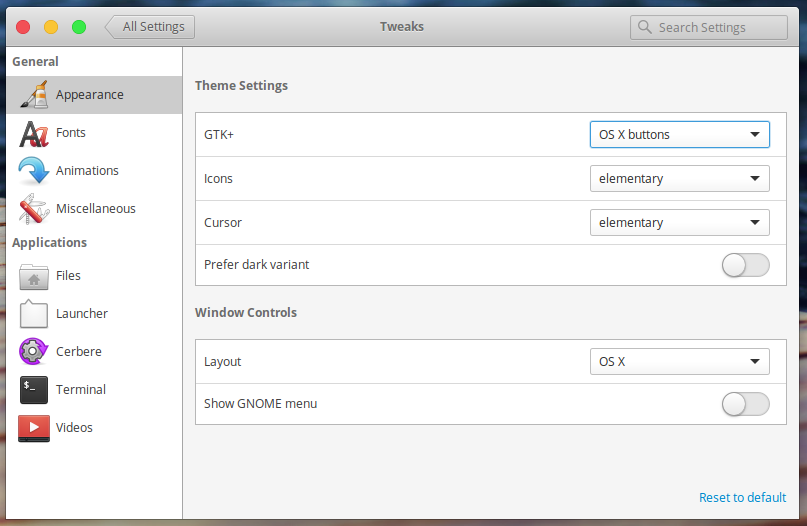 All Settings
Tweaks
Search Settings
General
Appearance
Fonts
Animations
Miscellaneous
Applications
Files
Launcher
Cerbere
$_
Terminal
Videos
Theme Settings
GTK+ OS X buttons
Icons elementary
Cursor elementary
Prefer dark variant
Window Controls
Layout OS X
Show GNOME menu
Reset to default